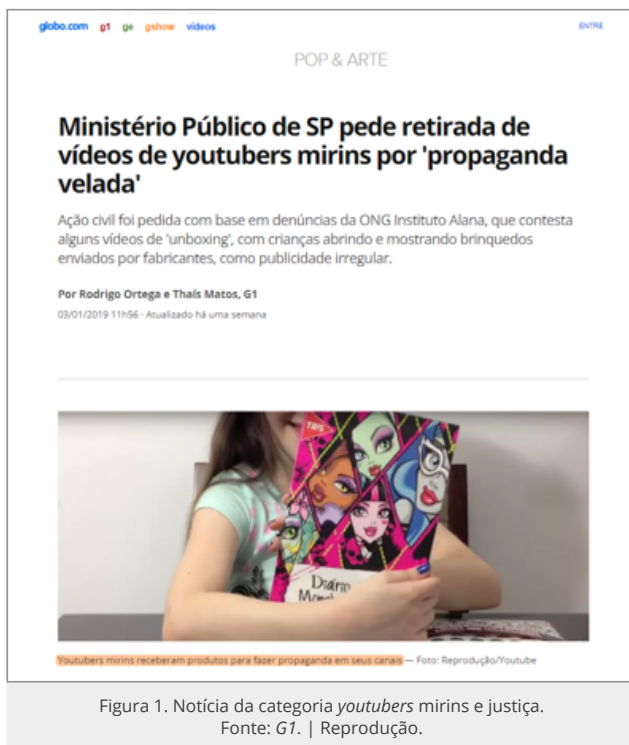 globo.com g1 ge gshow vídeos ENTRE
POP & ARTE
Ministério Público de SP pede retirada de
vídeos de youtubers mirins por 'propaganda
velada'
Ação civil foi pedida com base em denúncias da ONG Instituto Alana, que contesta
alguns vídeos de 'unboxing', com crianças abrindo e mostrando brinquedos
enviados por fabricantes, como publicidade irregular.
Por Rodrigo Ortega e Thaís Matos, G1
03/01/2019 11h56 · Atualizado há uma semana
TRIS
Diário
Youtubers mirins receberam produtos para fazer propaganda em seus canais — Foto: Reprodução/Youtube
Figura 1. Notícia da categoria youtubers mirins e justiça.
Fonte: G1. | Reprodução.